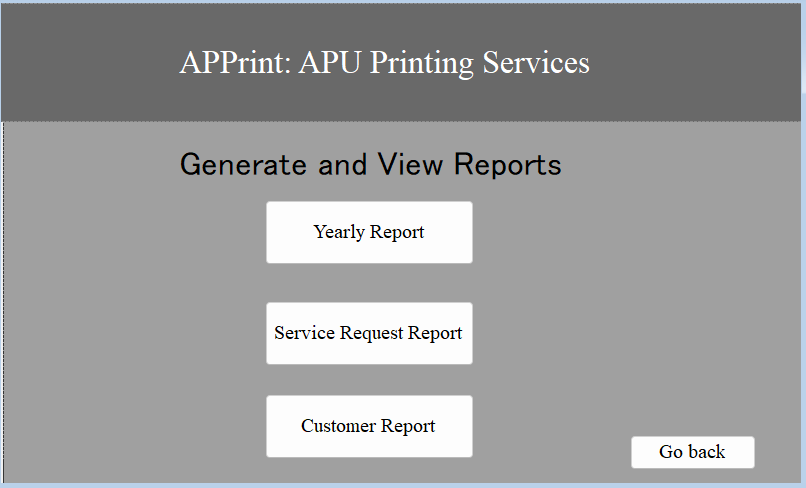 APPrint: APU Printing Services
Generate and View Reports
Yearly Report
Service Request Report
Customer Report
Go back